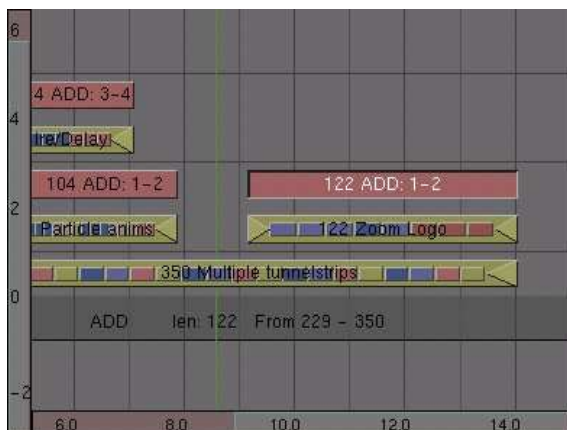 6
4 ADD: 3-4
4
ire/Delay
104 ADD: 1-2
122 ADD: 1-2
2
Particle anims
122 Zoom Logo
350 Multiple tunnelstrips
0
ADD len: 122 From 229 - 350
-2
6.0 8.0 10.0 12.0 14.0